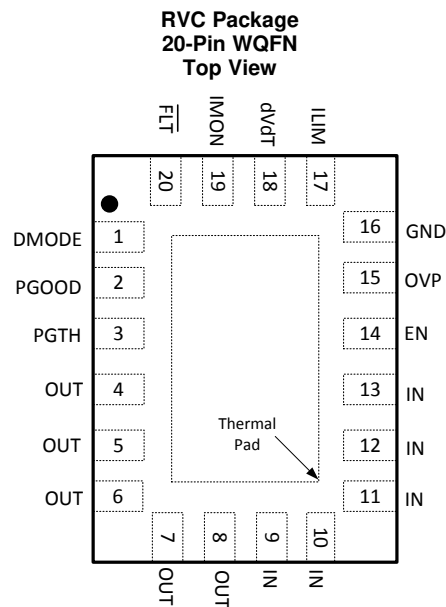 RVC Package
20-Pin WQFN
Top View
FLT
IMON
dVdT
ILIM
20
19
18
17
DMODE 1
16 GND
PGOOD 2
15 OVP
PGTH 3
14 EN
OUT 4
13 IN
OUT 5
12 IN
OUT 6
11 IN
Thermal
Pad
7
8
9
10
OUT
OUT
IN
IN